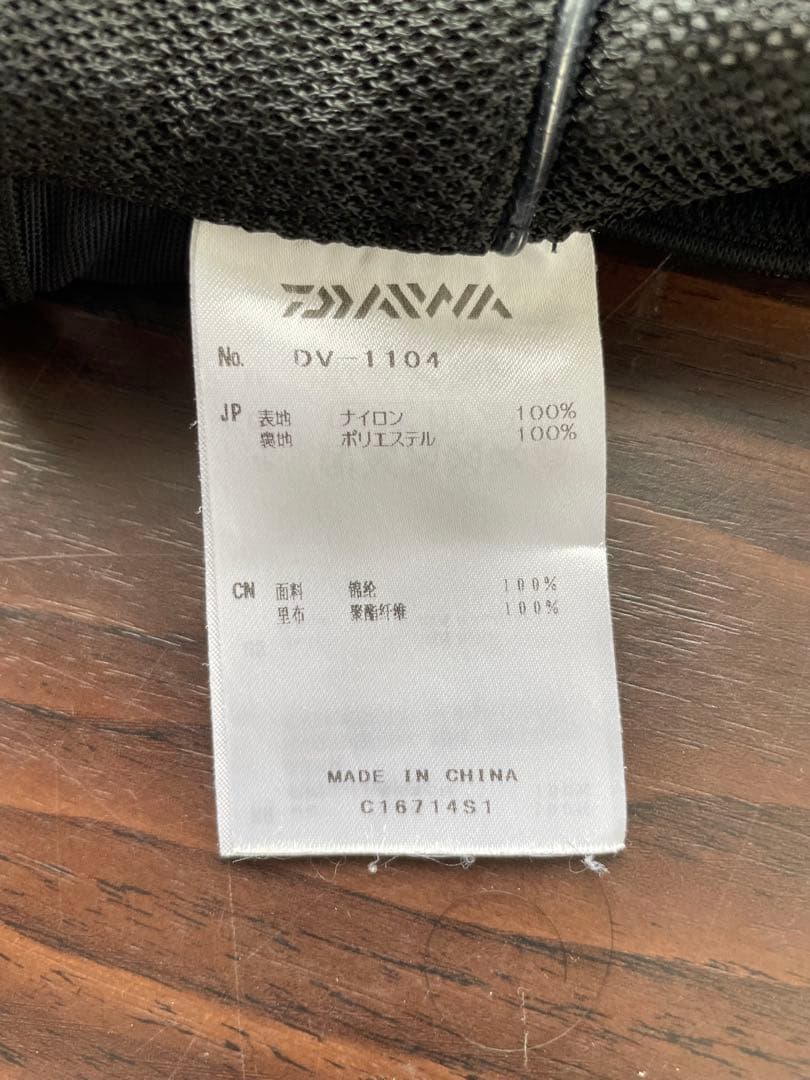 DAIWA
No. DV-1104
JP 表地 ナイロン 100%
裏地 ポリエステル 100%
CN 面料 锦纶 100%
里布 聚酯纤维 100%
MADE IN CHINA
C16714S1